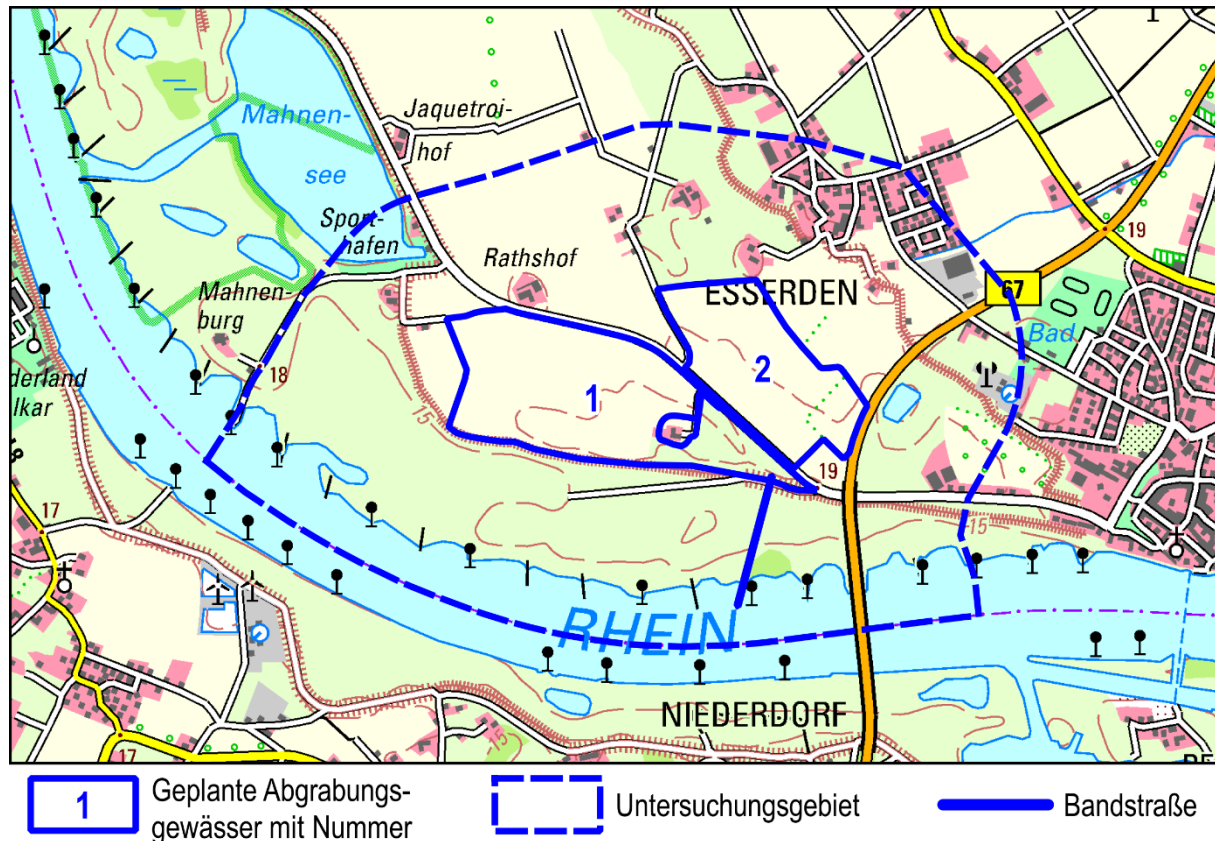 Mahnen-
see
Jaquetroi-
hof
Sport-
hafen
Rathshof
Mahnen
burg
18
15
ESSERDEN
67
19
Bad
1
2
19
15
derland
lkar
17
17
RHEIN
NIEDERDORF
15
1
Geplante Abgrabungs-
gewässer mit Nummer
Untersuchungsgebiet
Bandstraße